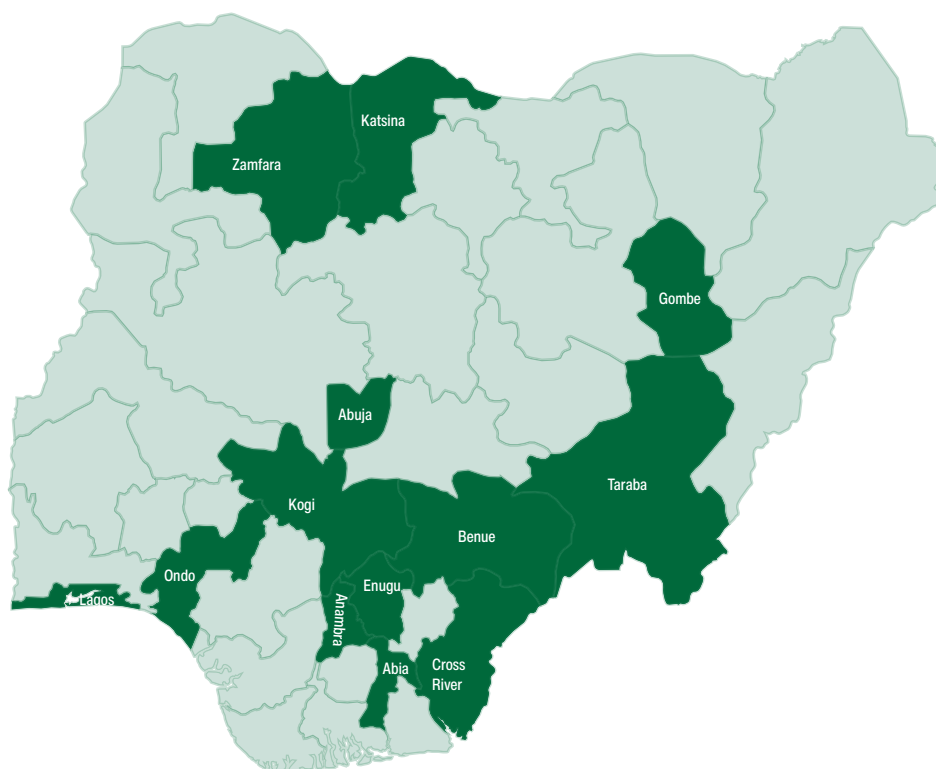 Katsina
Zamfara
Gombe
Abuja
Taraba
Kogi
Benue
Ondo
Enugu
Lagos
Anambra
Abia
Cross
River